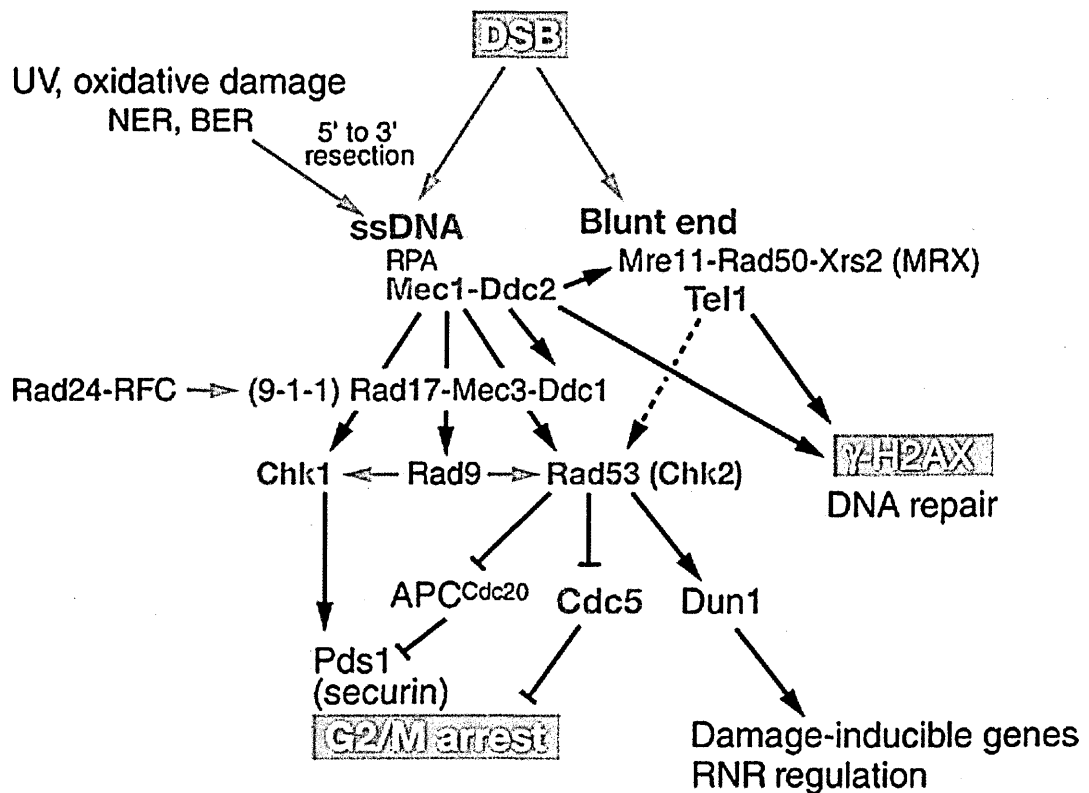 DSB
UV, oxidative damage
NER, BER
5' to 3'
resection
ssDNA
RPA
Mec1-Ddc2
Blunt end
Mre11-Rad50-Xrs2 (MRX)
Tel1
Rad24-RFC
(9-1-1) Rad17-Mec3-Ddc1
Chk1
Rad9
Rad53 (Chk2)
γ-H2AX
DNA repair
APCCdc20
Cdc5
Dun1
Pds1
(securin)
G2/M arrest
Damage-inducible genes
RNR regulation